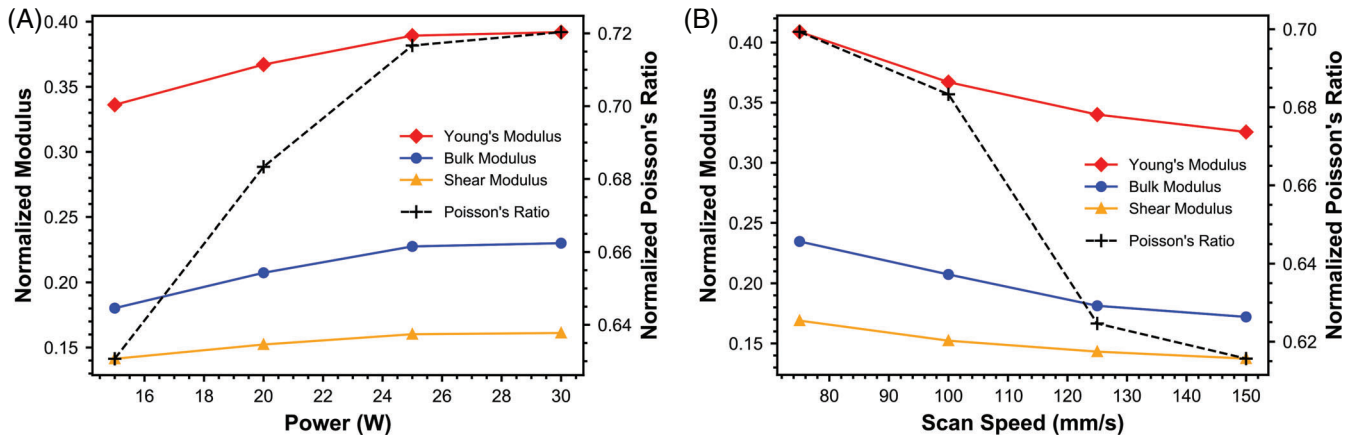 (A)
Normalized Modulus
0.40
0.35
0.30
0.25
0.20
0.15
Young's Modulus
Bulk Modulus
Shear Modulus
Poisson's Ratio
0.72
0.70
0.68
0.66
0.64
Normalized Poisson's Ratio
16 18 20 22 24 26 28 30
Power (W)
(B)
Normalized Modulus
0.40
0.35
0.30
0.25
0.20
0.15
Young's Modulus
Bulk Modulus
Shear Modulus
Poisson's Ratio
0.70
0.68
0.66
0.64
0.62
Normalized Poisson's Ratio
80 90 100 110 120 130 140 150
Scan Speed (mm/s)